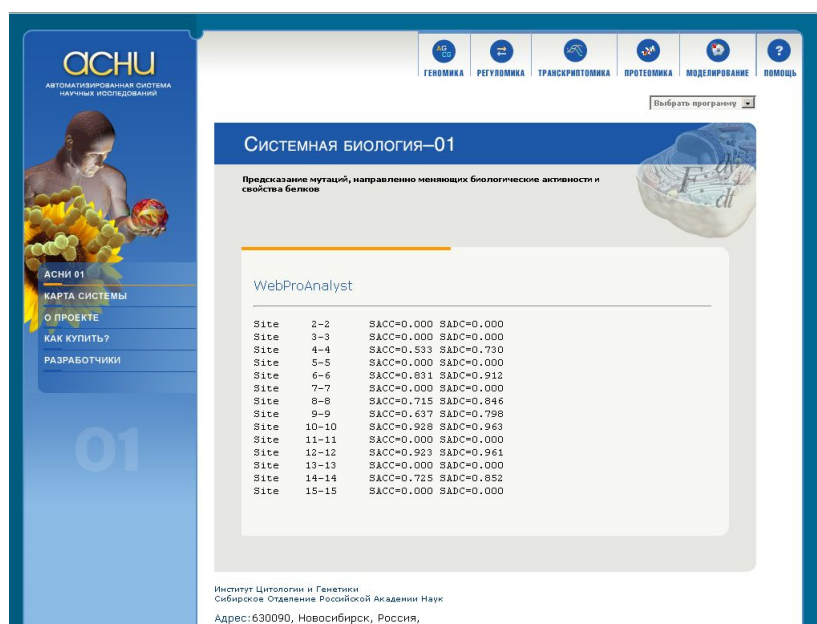 АСНИ
АВТОМАТИЗИРОВАННАЯ СИСТЕМА
НАУЧНЫХ ИССЛЕДОВАНИЙ
AG
CG
?
ГЕНОМИКА РЕГУЛОМИКА ТРАНСКРИПТОМИКА ПРОТЕОМИКА МОДЕЛИРОВАНИЕ ПОМОЩЬ
Выбрать программу
СИСТЕМНАЯ БИОЛОГИЯ–01
Предсказание мутаций, направленно меняющих биологические активности и
свойства белков
F=
dt
АСНИ 01
КАРТА СИСТЕМЫ
О ПРОЕКТЕ
КАК КУПИТЬ?
РАЗРАБОТЧИКИ
01
WebProAnalyst
Site 2-2 SACC=0.000 SADC=0.000
Site 3-3 SACC=0.000 SADC=0.000
Site 4-4 SACC=0.533 SADC=0.730
Site 5-5 SACC=0.000 SADC=0.000
Site 6-6 SACC=0.831 SADC=0.912
Site 7-7 SACC=0.000 SADC=0.000
Site 8-8 SACC=0.715 SADC=0.846
Site 9-9 SACC=0.637 SADC=0.798
Site 10-10 SACC=0.928 SADC=0.963
Site 11-11 SACC=0.000 SADC=0.000
Site 12-12 SACC=0.923 SADC=0.961
Site 13-13 SACC=0.000 SADC=0.000
Site 14-14 SACC=0.725 SADC=0.852
Site 15-15 SACC=0.000 SADC=0.000
Институт Цитологии и Генетики
Сибирское Отделение Российской Академии Наук
Адрес:630090, Новосибирск, Россия,